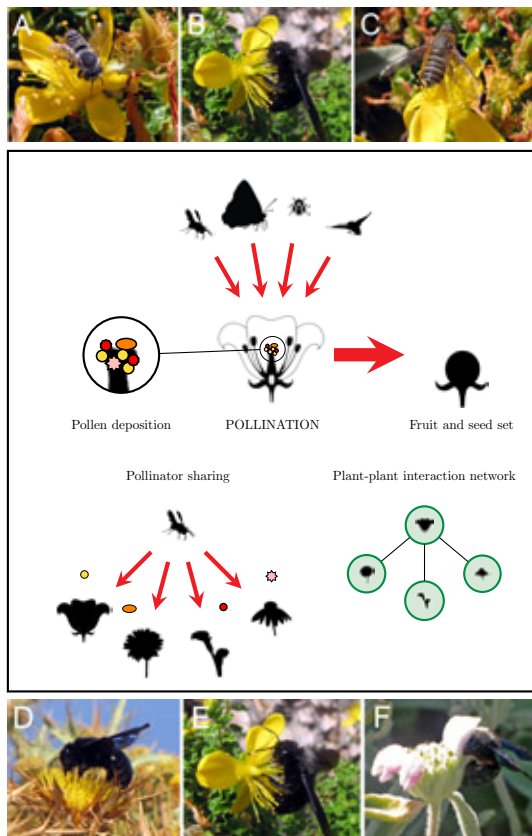 A
B
C
Pollen deposition
POLLINATION
Fruit and seed set
Pollinator sharing
Plant-plant interaction network
D
E
F